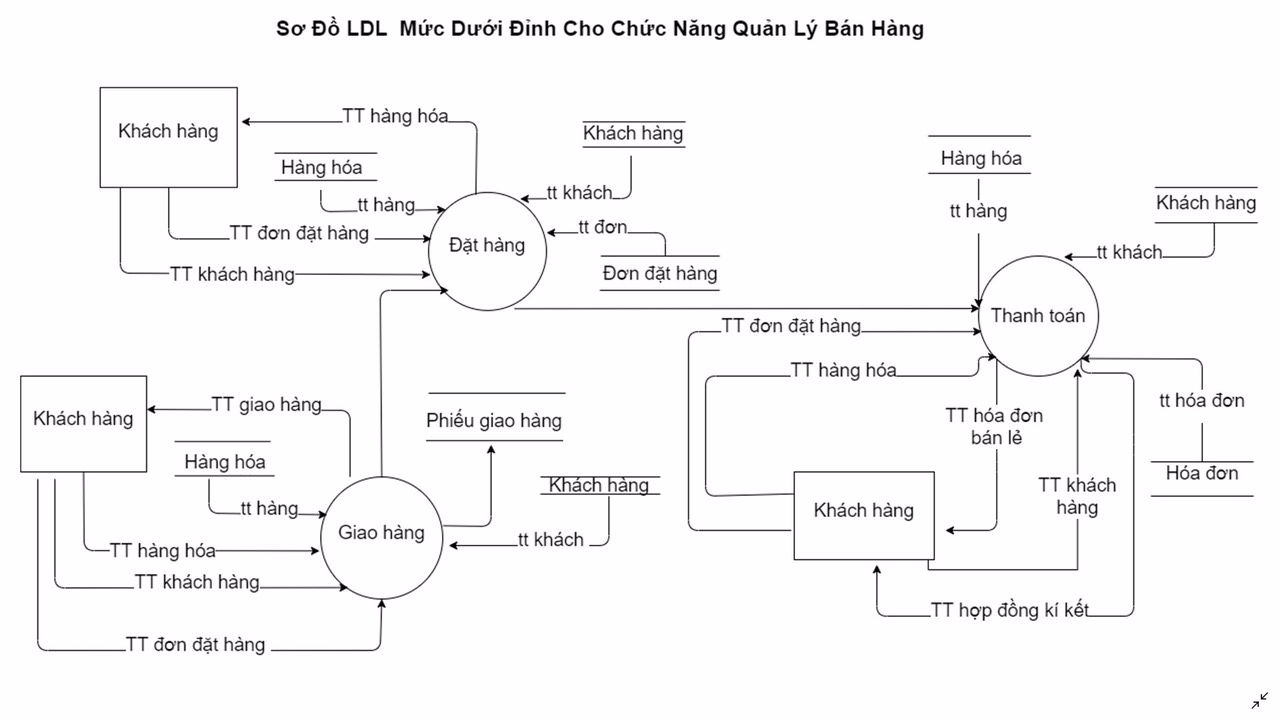 Sơ Đồ LDL Mức Dưới Đỉnh Cho Chức Năng Quản Lý Bán Hàng
Khách hàng
TT hàng hóa
Hàng hóa
tt hàng
TT đơn đặt hàng
TT khách hàng
Đặt hàng
Khách hàng
tt khách
tt đơn
Đơn đặt hàng
Hàng hóa
tt hàng
Khách hàng
tt khách
Thanh toán
TT đơn đặt hàng
TT hàng hóa
TT hóa đơn
bán lẻ
TT khách
hàng
tt hóa đơn
Hóa đơn
Khách hàng
TT hợp đồng kí kết
Khách hàng
TT giao hàng
Hàng hóa
tt hàng
TT hàng hóa
TT khách hàng
TT đơn đặt hàng
Giao hàng
Phiếu giao hàng
Khách hàng
tt khách